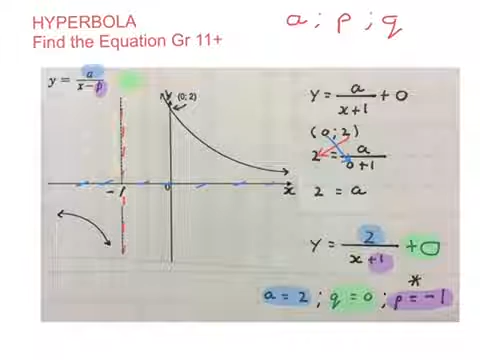 HYPERBOLA
Find the Equation Gr 11+
a ; p ; q
y = a/(x−p)
y
(0; 2)
-1
0
x
y = a/(x+1) + 0
(0 ; 2)
2 = a/(0+1)
2 = a
y = 2/(x+1) + 0
*
a = 2 ; q = 0 ; p = -1